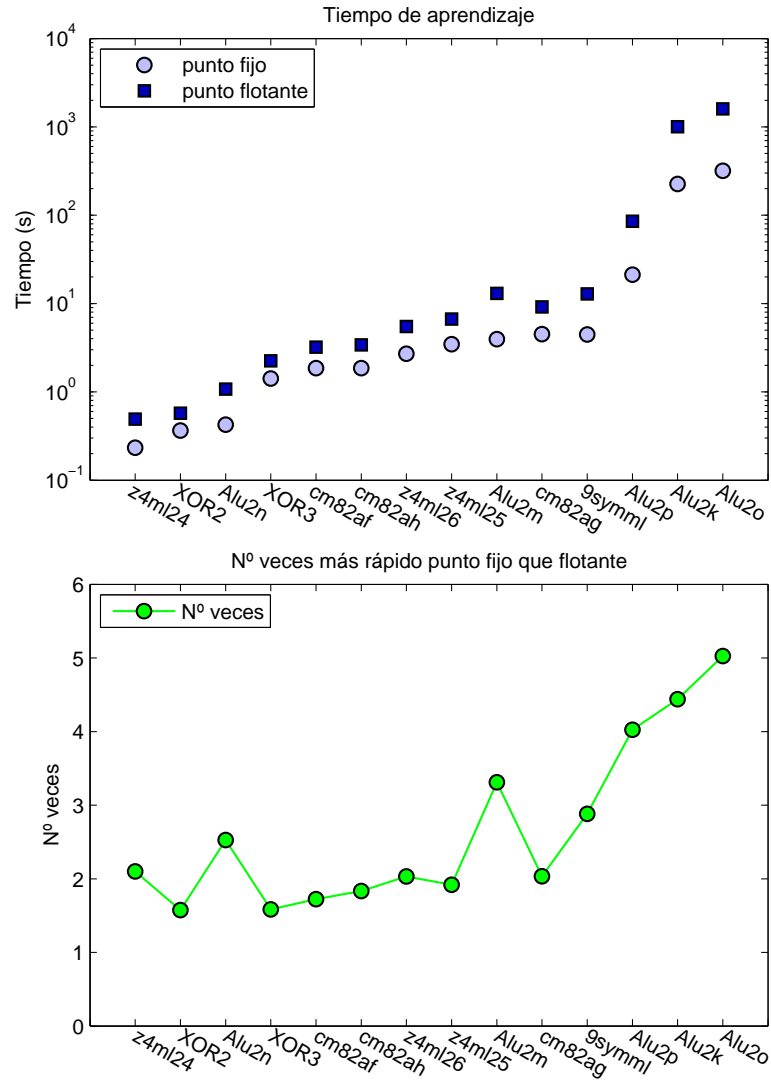 Tiempo de aprendizaje
10^4
10^3
10^2
10^1
10^0
10^−1
Tiempo (s)
punto fijo
punto flotante
z4ml24 XOR2 Alu2n XOR3 cm82af cm82ah z4ml26 z4ml25 Alu2m cm82ag 9symml Alu2p Alu2k Alu2o
Nº veces más rápido punto fijo que flotante
6
5
4
3
2
1
0
Nº veces
Nº veces
z4ml24 XOR2 Alu2n XOR3 cm82af cm82ah z4ml26 z4ml25 Alu2m cm82ag 9symml Alu2p Alu2k Alu2o